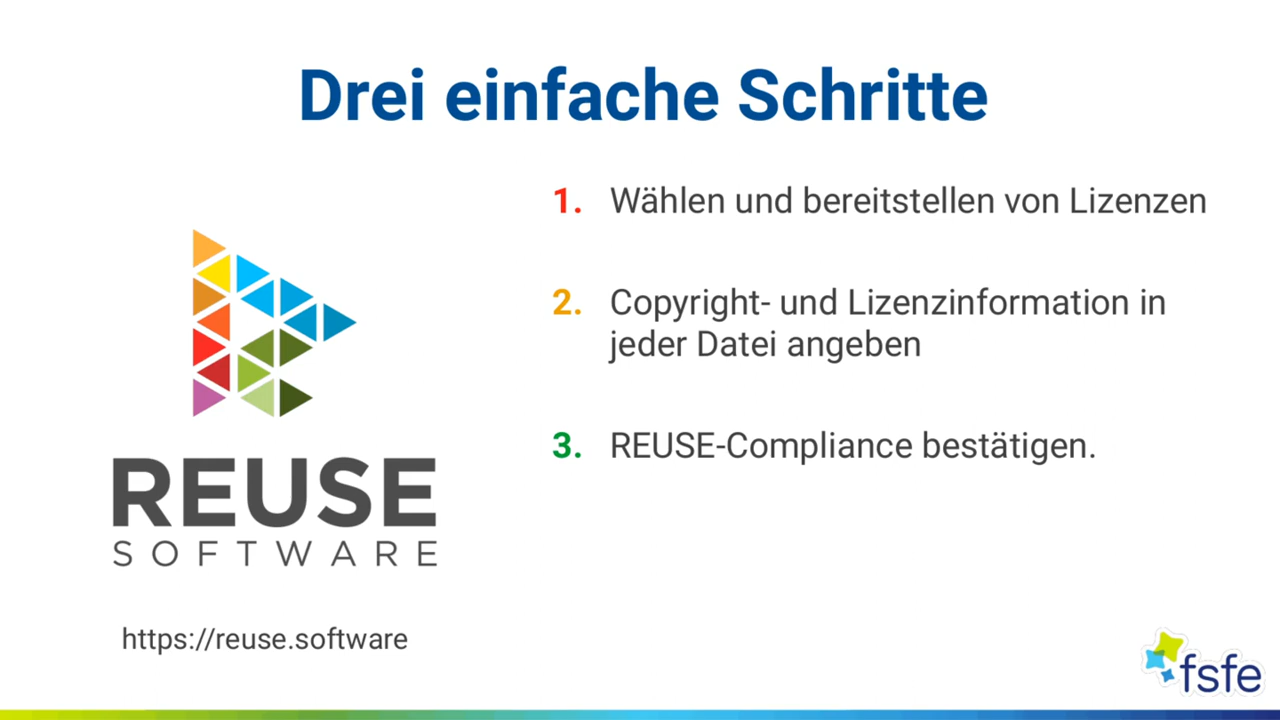 Drei einfache Schritte
1. Wählen und bereitstellen von Lizenzen
2. Copyright- und Lizenzinformation in
jeder Datei angeben
3. REUSE-Compliance bestätigen.
REUSE
SOFTWARE
https://reuse.software
fsfe